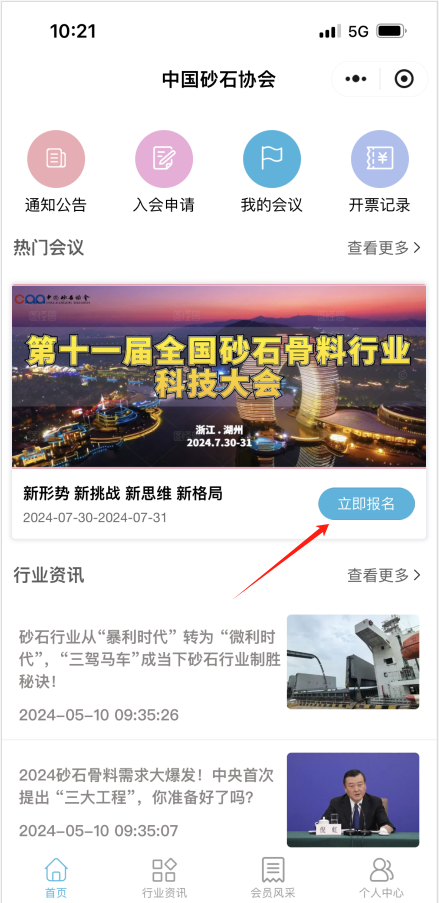 10:21
5G
中国砂石协会
通知公告
入会申请
我的会议
开票记录
热门会议
查看更多
中国砂石协会
第十一届全国砂石骨料行业
科技大会
浙江 . 湖州
2024.7.30-31
新形势 新挑战 新思维 新格局
2024-07-30-2024-07-31
立即报名
行业资讯
查看更多
砂石行业从“暴利时代” 转为 “微利时
代”，“三驾马车”成当下砂石行业制胜
秘诀！
2024-05-10 09:35:26
2024砂石骨料需求大爆发！中央首次
提出 “三大工程”，你准备好了吗？
2024-05-10 09:35:07
倪虹
首页
行业资讯
会员风采
个人中心